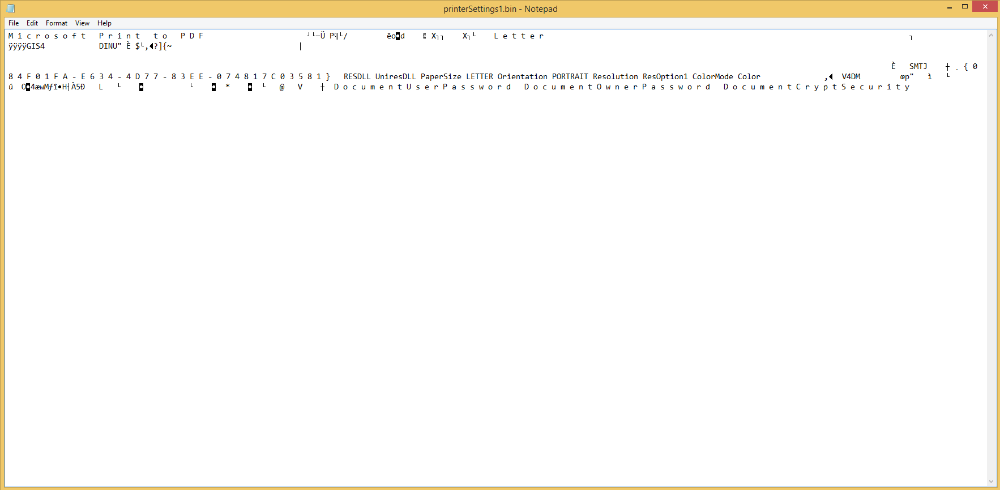 printerSettings1.bin - Notepad
File Edit Format View Help
M i c r o s o f t   P r i n t   t o   P D F ┘└–Ü P¶└/ êo◘d X┐┐ X┐└ L e t t e r ┐
ÿÿÿÿGIS4 DINU" È $└,◄?]{~
È SMTJ ┼ . { 0
8 4 F 0 1 F A - E 6 3 4 - 4 D 7 7 - 8 3 E E - 0 7 4 8 1 7 C 0 3 5 8 1 } RESDLL UniresDLL PaperSize LETTER Orientation PORTRAIT Resolution ResOption1 ColorMode Color ,◄ V4DM œp" ì └
ú O◘4æwMƒî•H┤À5Ð L └ ◘ └ ◘ * ◘ └ @ V ┼ D o c u m e n t U s e r P a s s w o r d   D o c u m e n t O w n e r P a s s w o r d   D o c u m e n t C r y p t S e c u r i t y